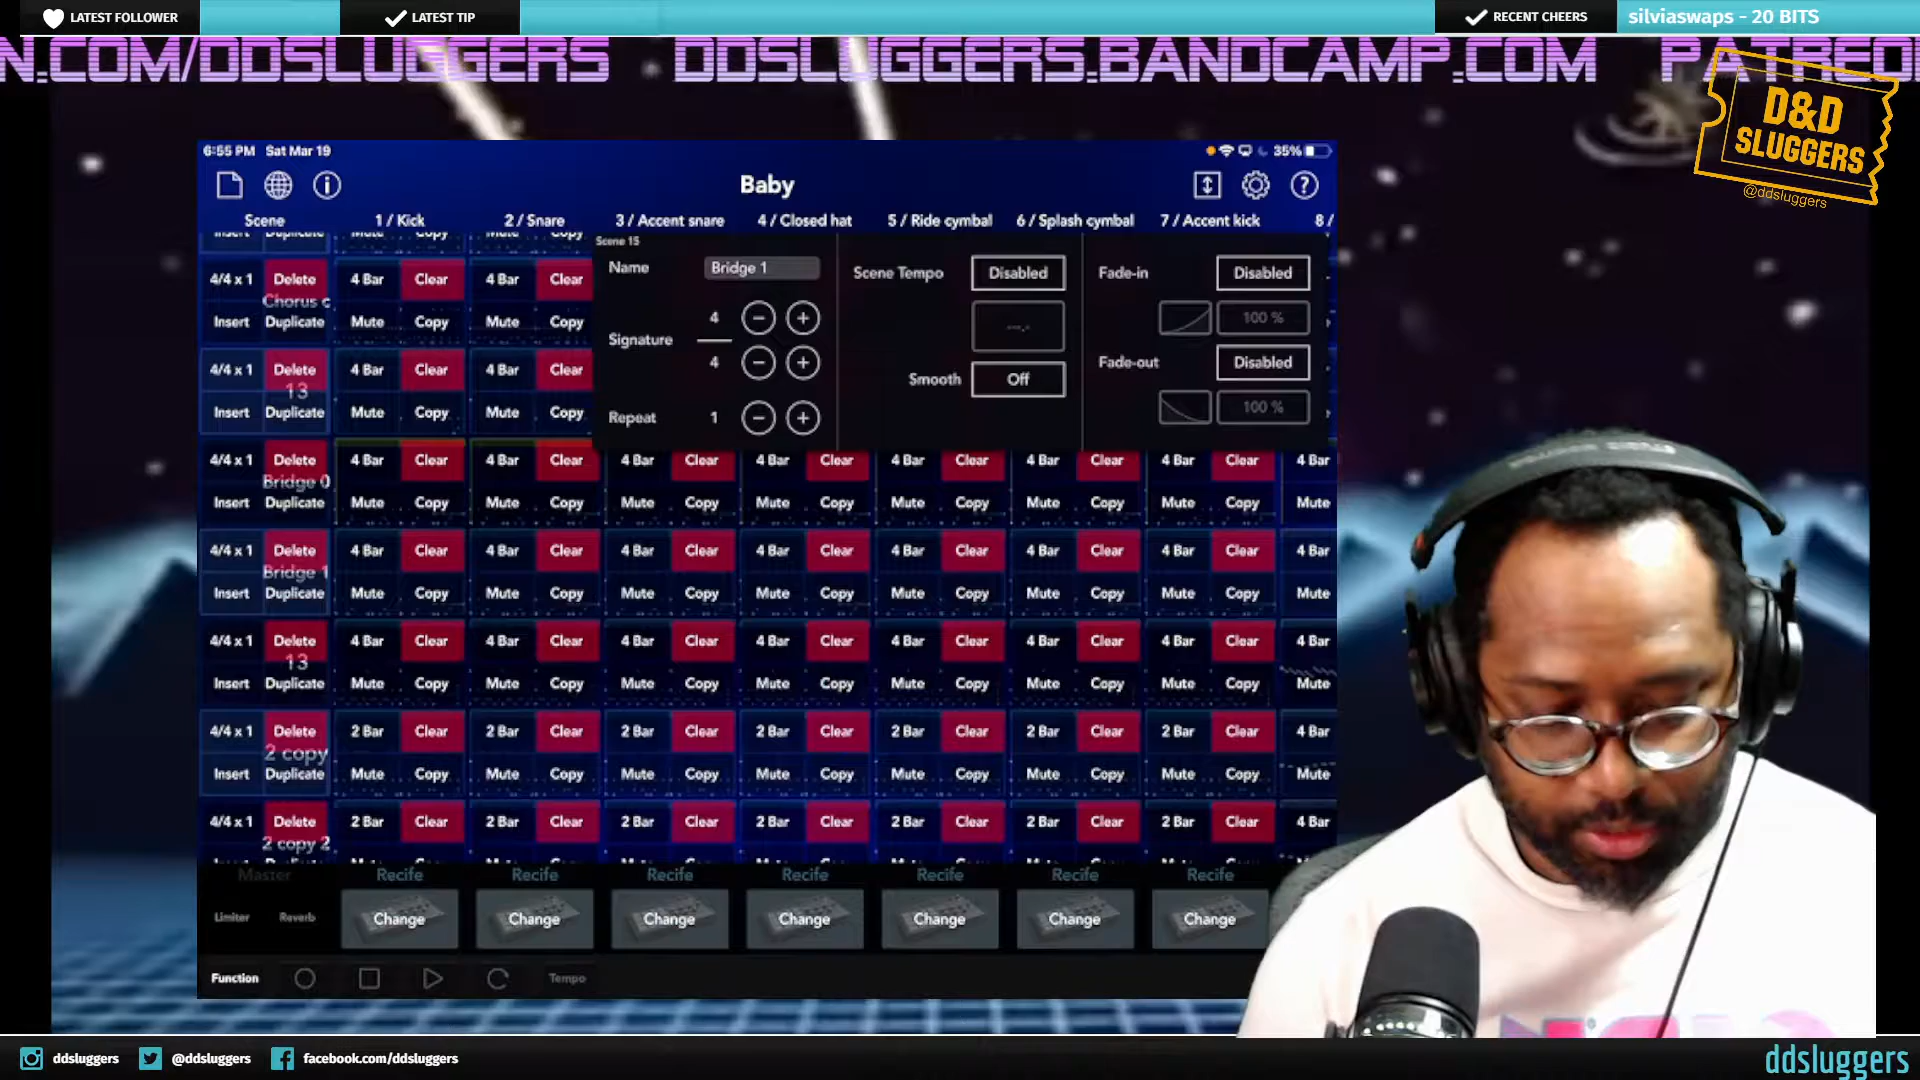 LATEST FOLLOWER
LATEST TIP
RECENT CHEERS
silviaswaps - 20 BITS
N.COM/DDSLUGGERS DDSLUGGERS.BANDCAMP.COM PATREO
D&D
SLUGGERS
@ddsluggers
6:55 PM Sat Mar 19
35%
Baby
Scene 1 / Kick 2 / Snare 3 / Accent snare 4 / Closed hat 5 / Ride cymbal 6 / Splash cymbal 7 / Accent kick 8 /
Insert Duplicate Mute Copy Mute Copy
Scene 15
Name Bridge 1
Scene Tempo Disabled
Fade-in Disabled
Signature 4
4
---.-
100 %
Smooth Off
Fade-out Disabled
100 %
Repeat 1
4/4 x 1 Delete 4 Bar Clear 4 Bar Clear
Chorus c
Insert Duplicate Mute Copy Mute Copy
4/4 x 1 Delete 4 Bar Clear 4 Bar Clear
13
Insert Duplicate Mute Copy Mute Copy
4/4 x 1 Delete 4 Bar Clear 4 Bar Clear 4 Bar Clear 4 Bar Clear 4 Bar Clear 4 Bar Clear 4 Bar Clear 4 Bar
Bridge 0
Insert Duplicate Mute Copy Mute Copy Mute Copy Mute Copy Mute Copy Mute Copy Mute Copy Mute
4/4 x 1 Delete 4 Bar Clear 4 Bar Clear 4 Bar Clear 4 Bar Clear 4 Bar Clear 4 Bar Clear 4 Bar Clear 4 Bar
Bridge 1
Insert Duplicate Mute Copy Mute Copy Mute Copy Mute Copy Mute Copy Mute Copy Mute Copy Mute
4/4 x 1 Delete 4 Bar Clear 4 Bar Clear 4 Bar Clear 4 Bar Clear 4 Bar Clear 4 Bar Clear 4 Bar Clear 4 Bar
13
Insert Duplicate Mute Copy Mute Copy Mute Copy Mute Copy Mute Copy Mute Copy Mute Copy Mute
4/4 x 1 Delete 2 Bar Clear 2 Bar Clear 2 Bar Clear 2 Bar Clear 2 Bar Clear 2 Bar Clear 2 Bar Clear 4 Bar
2 copy
Insert Duplicate Mute Copy Mute Copy Mute Copy Mute Copy Mute Copy Mute Copy Mute Copy Mute
4/4 x 1 Delete 2 Bar Clear 2 Bar Clear 2 Bar Clear 2 Bar Clear 2 Bar Clear 2 Bar Clear 2 Bar Clear 4 Bar
2 copy 2
Master Recife Recife Recife Recife Recife Recife Recife
Limiter Reverb Change Change Change Change Change Change Change
Function Tempo
ddsluggers @ddsluggers facebook.com/ddsluggers
ddsluggers